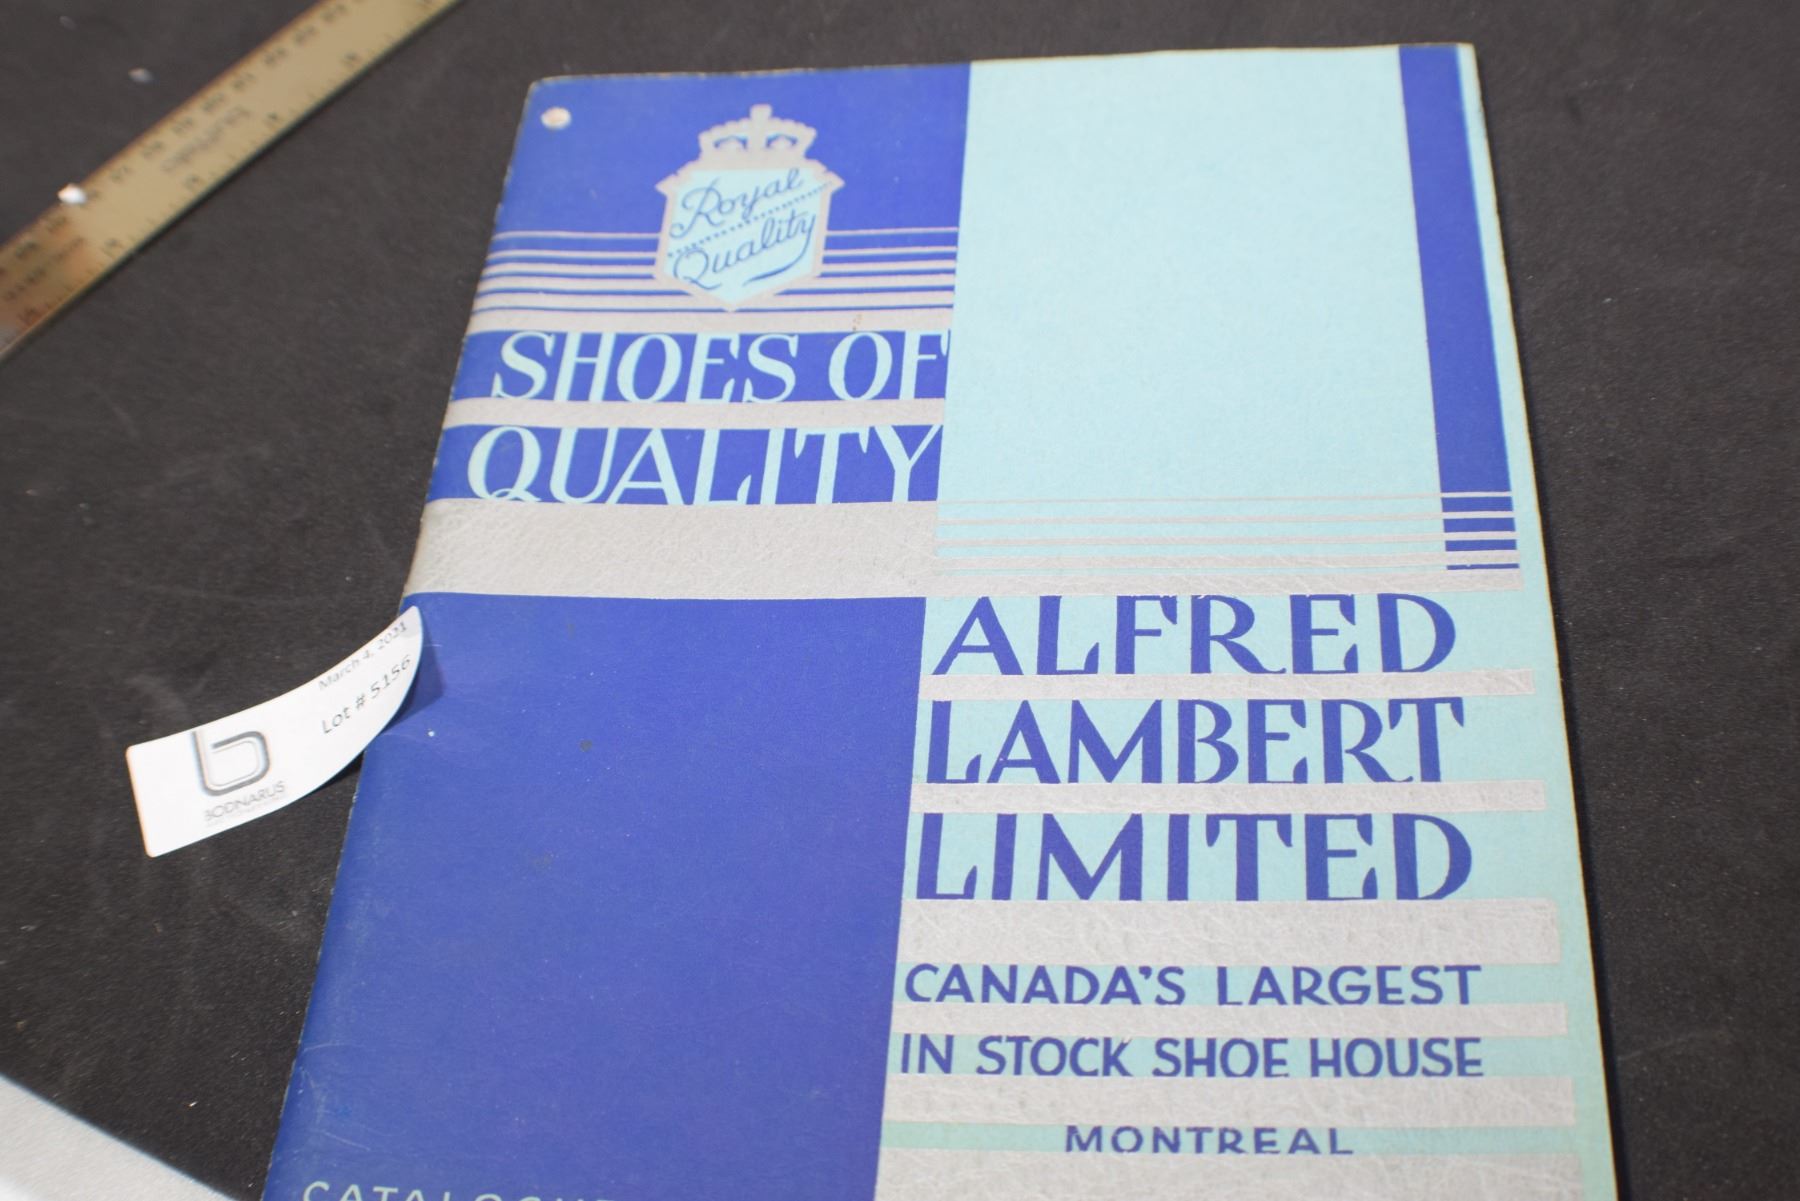 Royal
Quality
SHOES OF
QUALITY
ALFRED
LAMBERT
LIMITED
CANADA'S LARGEST
IN STOCK SHOE HOUSE
MONTREAL
CATALOGUE
March 4, 2021
Lot # 5156
b
BODNARUS